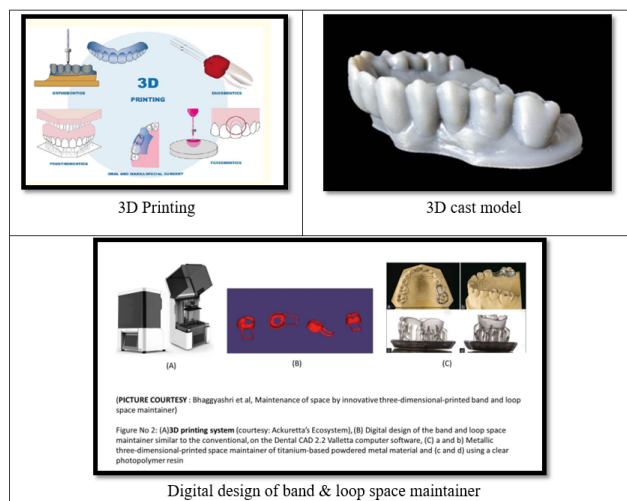 3D
PRINTING
ORTHODONTICS
ENDODONTICS
PROSTHODONTICS
ORAL AND MAXILLOFACIAL SURGERY
3D Printing
3D cast model
(A)
(B)
(C)
(PICTURE COURTESY : Bhaggyashri et al, Maintenance of space by innovative three-dimensional-printed band and loop
space maintainer)
Figure No 2: (A)3D printing system (courtesy: Ackuretta's Ecosystem), (B) Digital design of the band and loop space
maintainer similar to the conventional, on the Dental CAD 2.2 Valletta computer software, (C) a and b) Metallic
three-dimensional-printed space maintainer of titanium-based powdered metal material and (c and d) using a clear
photopolymer resin
Digital design of band & loop space maintainer